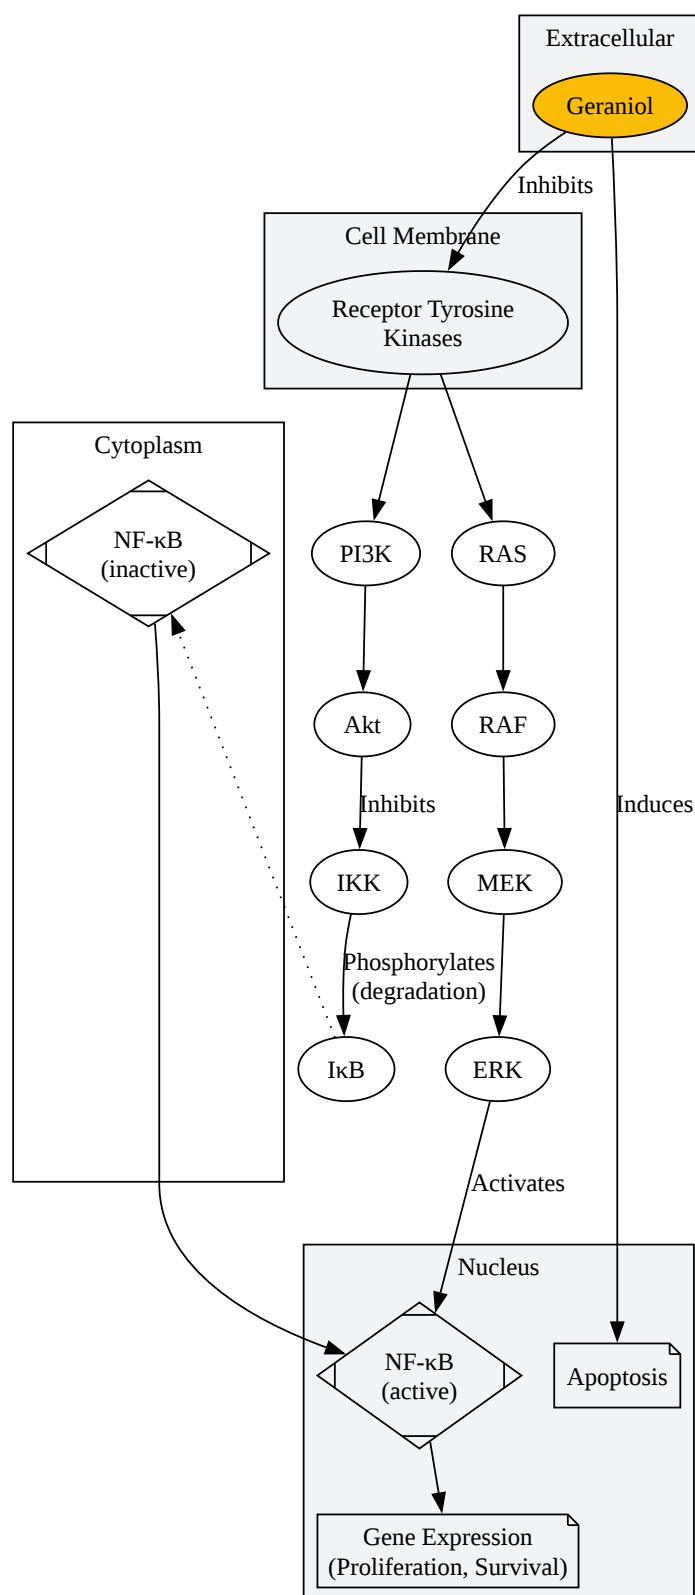 Extracellular
Geraniol
Inhibits
Cell Membrane
Receptor Tyrosine
Kinases
Cytoplasm
NF-κB
(inactive)
PI3K
RAS
Akt
RAF
Inhibits
Induces
IKK
MEK
Phosphorylates
(degradation)
IκB
ERK
Activates
Nucleus
NF-κB
(active)
Apoptosis
Gene Expression
(Proliferation, Survival)